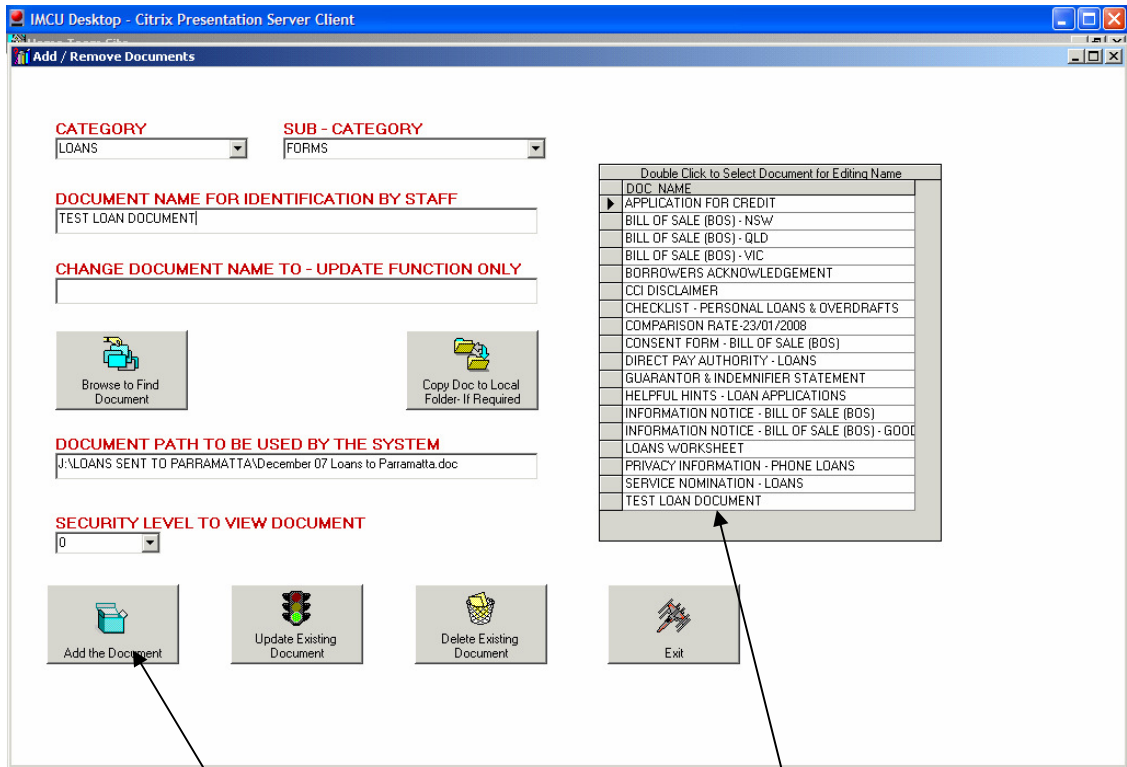 IMCU Desktop - Citrix Presentation Server Client
Add / Remove Documents
CATEGORY
SUB - CATEGORY
LOANS
FORMS
DOCUMENT NAME FOR IDENTIFICATION BY STAFF
TEST LOAN DOCUMENT
CHANGE DOCUMENT NAME TO - UPDATE FUNCTION ONLY
Browse to Find
Document
Copy Doc to Local
Folder- If Required
DOCUMENT PATH TO BE USED BY THE SYSTEM
J:\LOANS SENT TO PARRAMATTA\December 07 Loans to Parramatta.doc
SECURITY LEVEL TO VIEW DOCUMENT
0
Double Click to Select Document for Editing Name
DOC_NAME
APPLICATION FOR CREDIT
BILL OF SALE (BOS) - NSW
BILL OF SALE (BOS) - QLD
BILL OF SALE (BOS) - VIC
BORROWERS ACKNOWLEDGEMENT
CCI DISCLAIMER
CHECKLIST - PERSONAL LOANS & OVERDRAFTS
COMPARISON RATE-23/01/2008
CONSENT FORM - BILL OF SALE (BOS)
DIRECT PAY AUTHORITY - LOANS
GUARANTOR & INDEMNIFIER STATEMENT
HELPFUL HINTS - LOAN APPLICATIONS
INFORMATION NOTICE - BILL OF SALE (BOS)
INFORMATION NOTICE - BILL OF SALE (BOS) - GOOD
LOANS WORKSHEET
PRIVACY INFORMATION - PHONE LOANS
SERVICE NOMINATION - LOANS
TEST LOAN DOCUMENT
Add the Document
Update Existing
Document
Delete Existing
Document
Exit